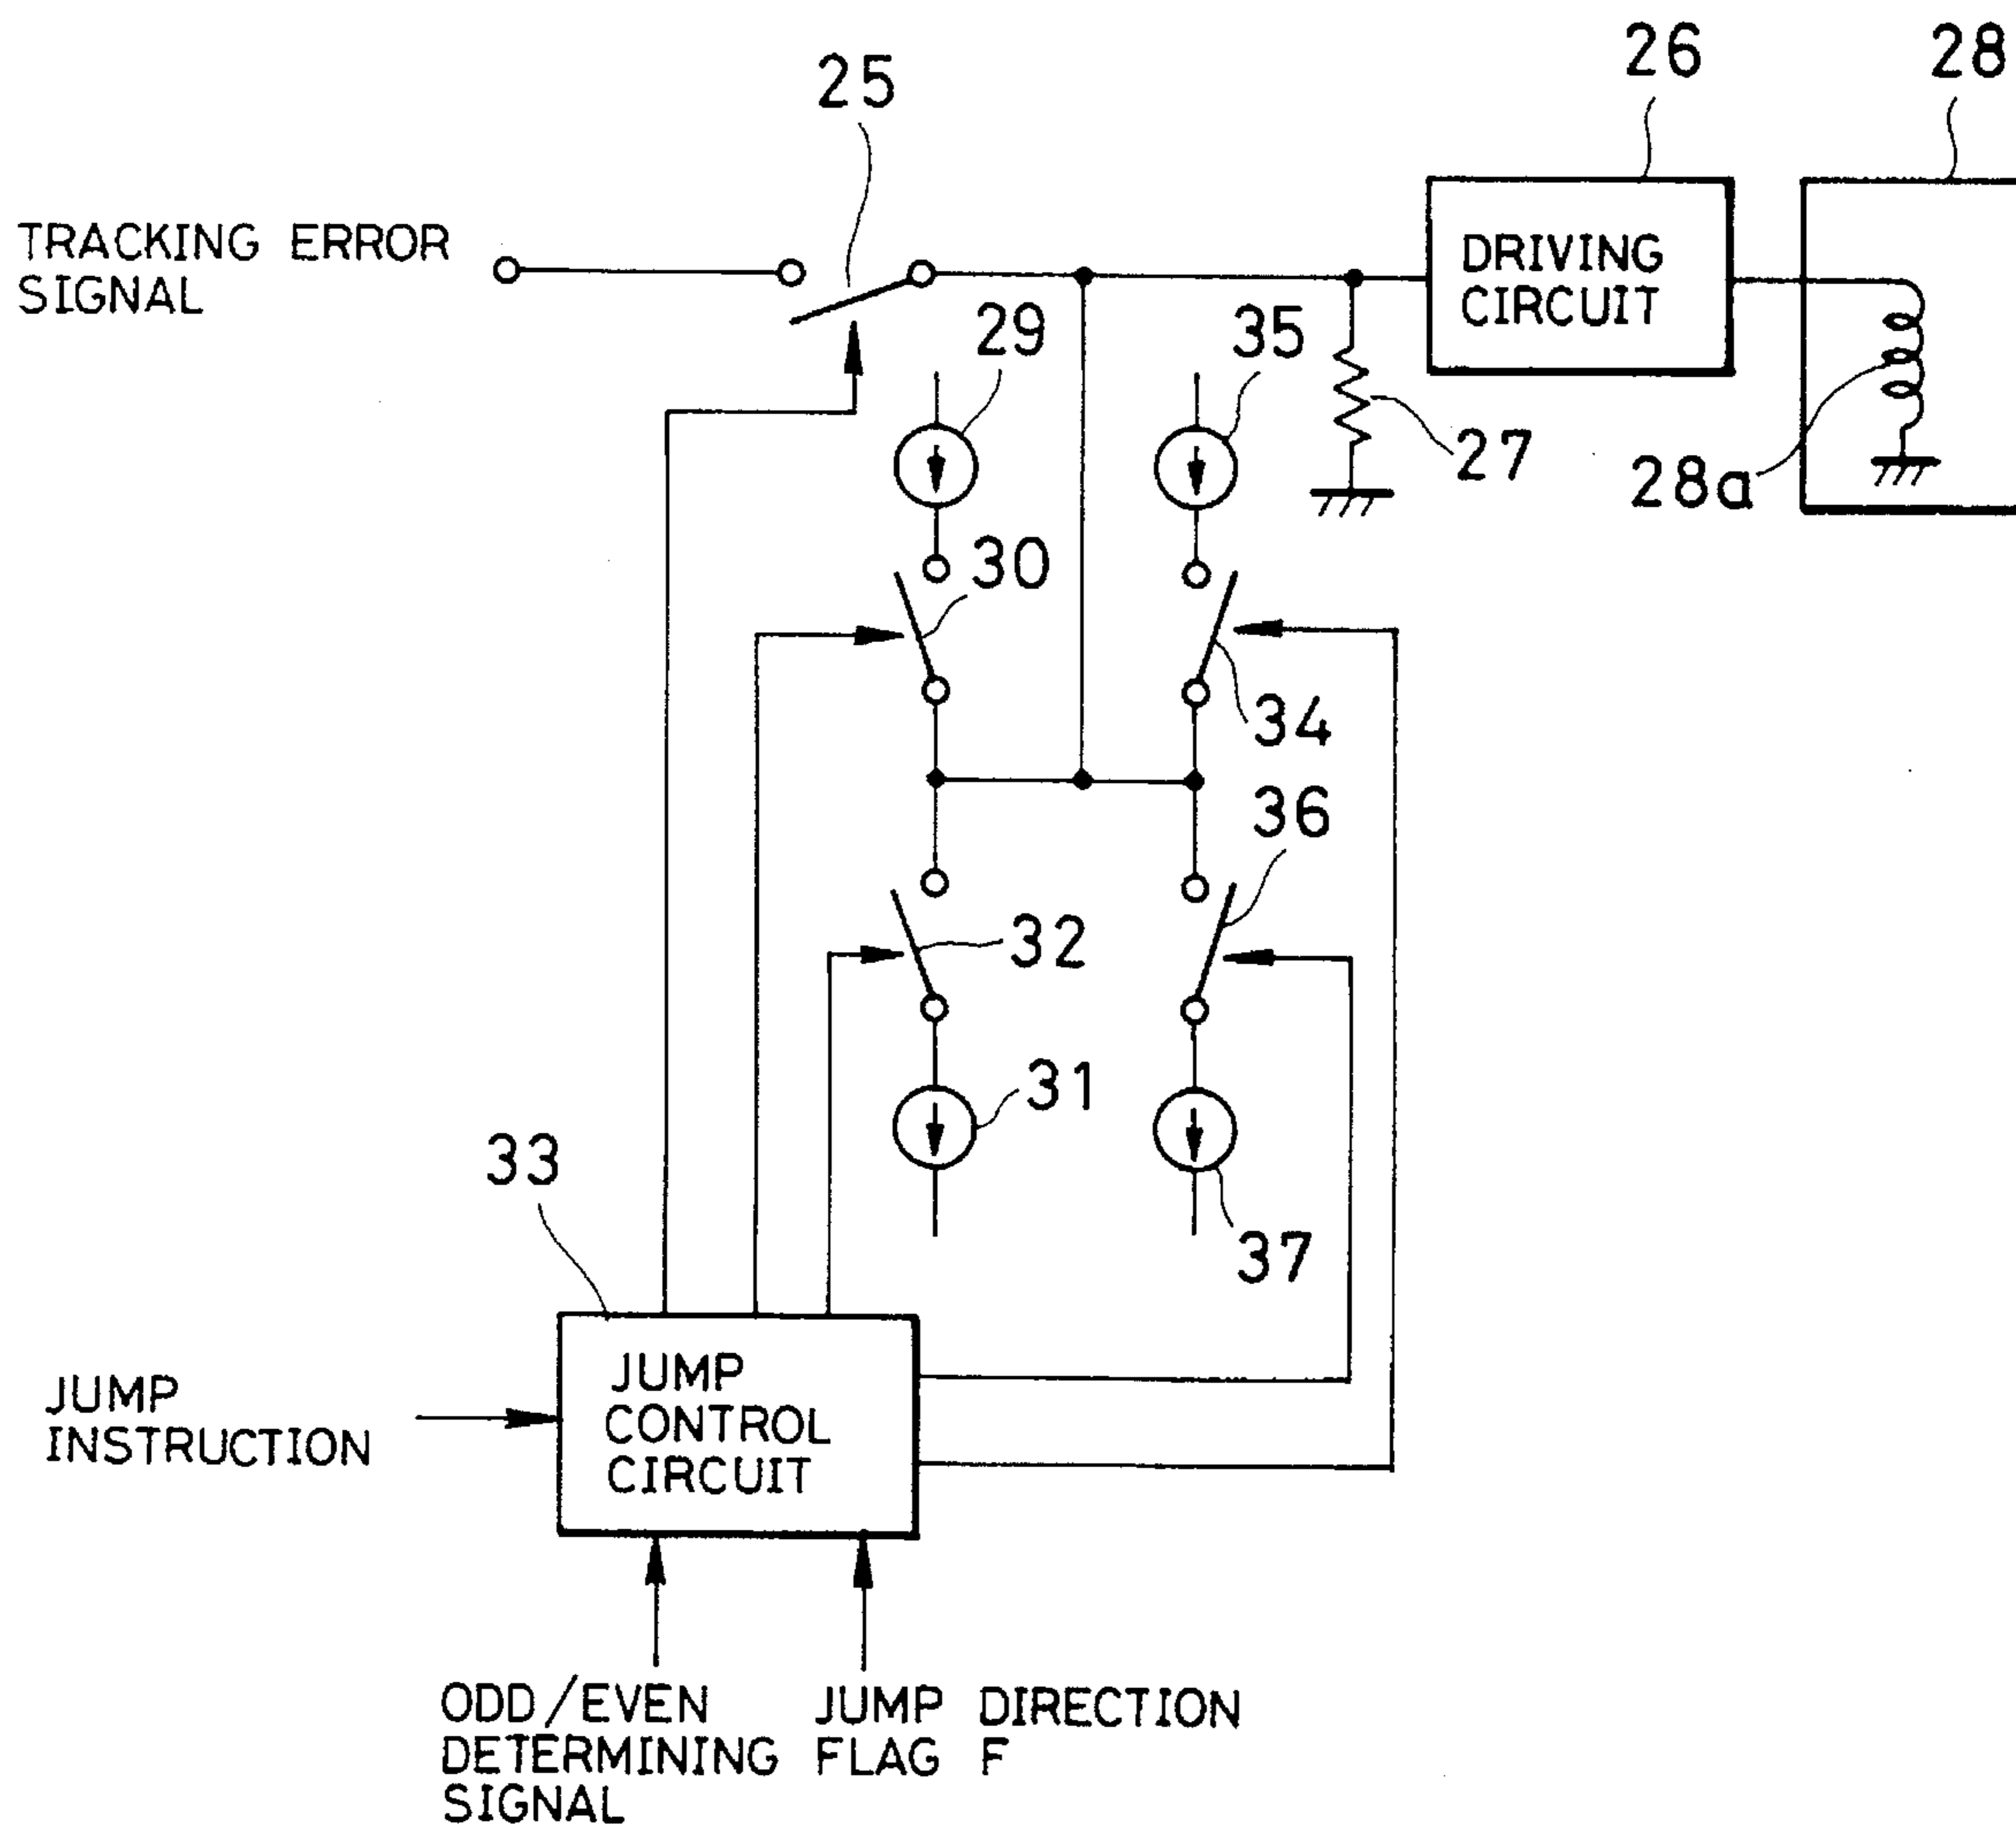 26
28
25
TRACKING ERROR
SIGNAL
DRIVING
CIRCUIT
29
35
27
28a
30
34
36
32
31
33
37
JUMP
INSTRUCTION
JUMP
CONTROL
CIRCUIT
ODD/EVEN
DETERMINING
SIGNAL
JUMP DIRECTION
FLAG F